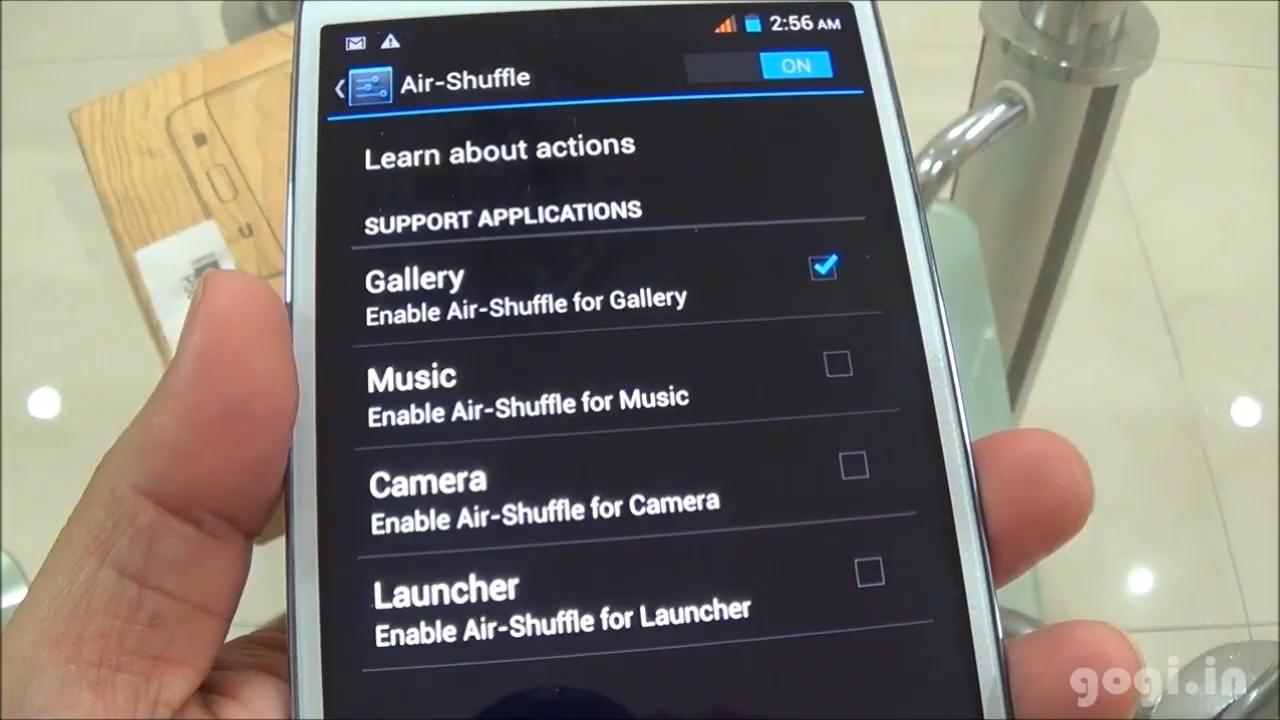 2:56 AM
Air-Shuffle
ON
Learn about actions
SUPPORT APPLICATIONS
Gallery
Enable Air-Shuffle for Gallery
Music
Enable Air-Shuffle for Music
Camera
Enable Air-Shuffle for Camera
Launcher
Enable Air-Shuffle for Launcher
gogi.in